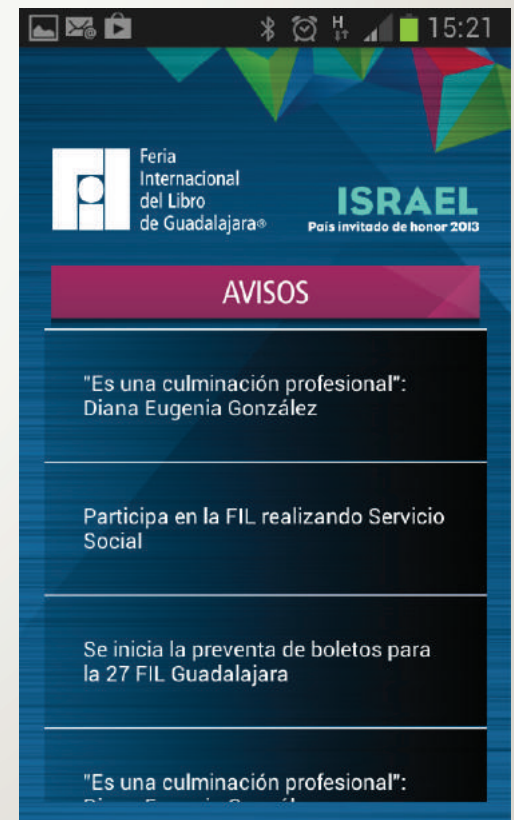 H 15:21
Feria
Internacional
del Libro
de Guadalajara®
ISRAEL
País invitado de honor 2013
AVISOS
"Es una culminación profesional":
Diana Eugenia González
Participa en la FIL realizando Servicio
Social
Se inicia la preventa de boletos para
la 27 FIL Guadalajara
"Es una culminación profesional":